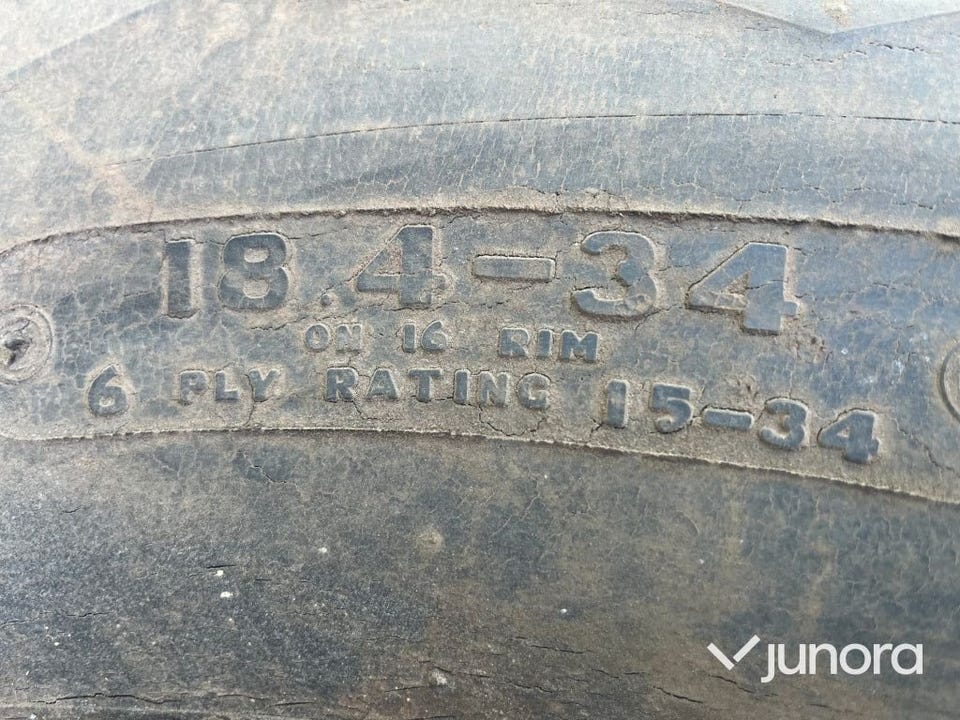 18.4-34
ON 16 RIM
6 PLY RATING 15-34
junora